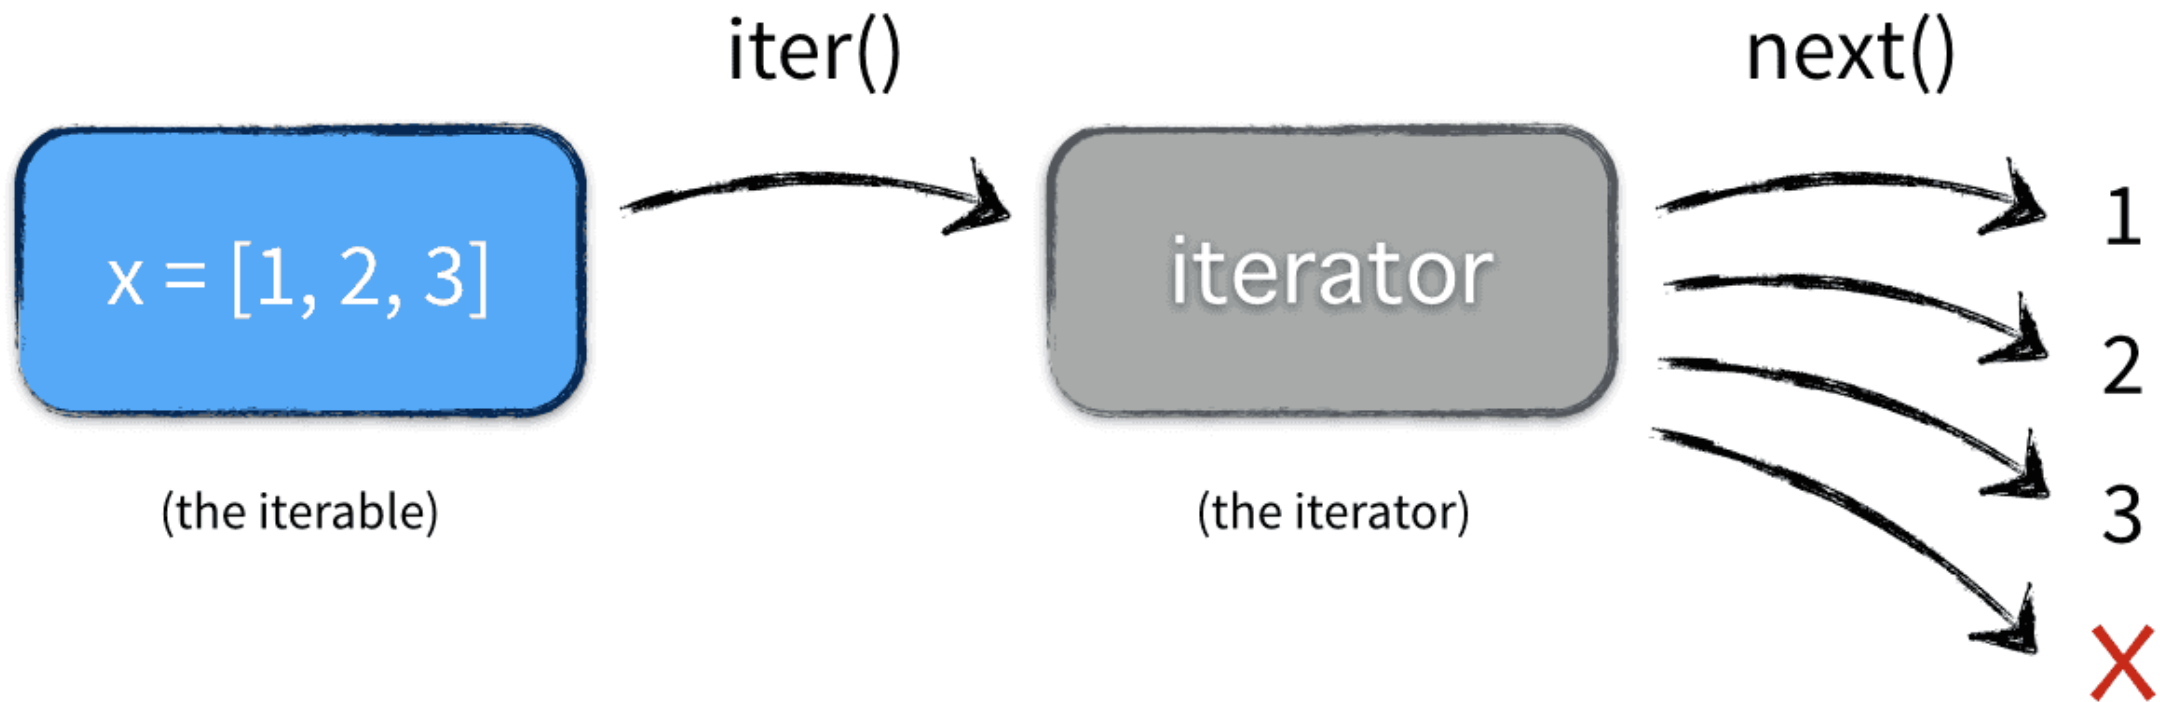 iter()
next()
x = [1, 2, 3]
iterator
1
2
3
X
(the iterable)
(the iterator)